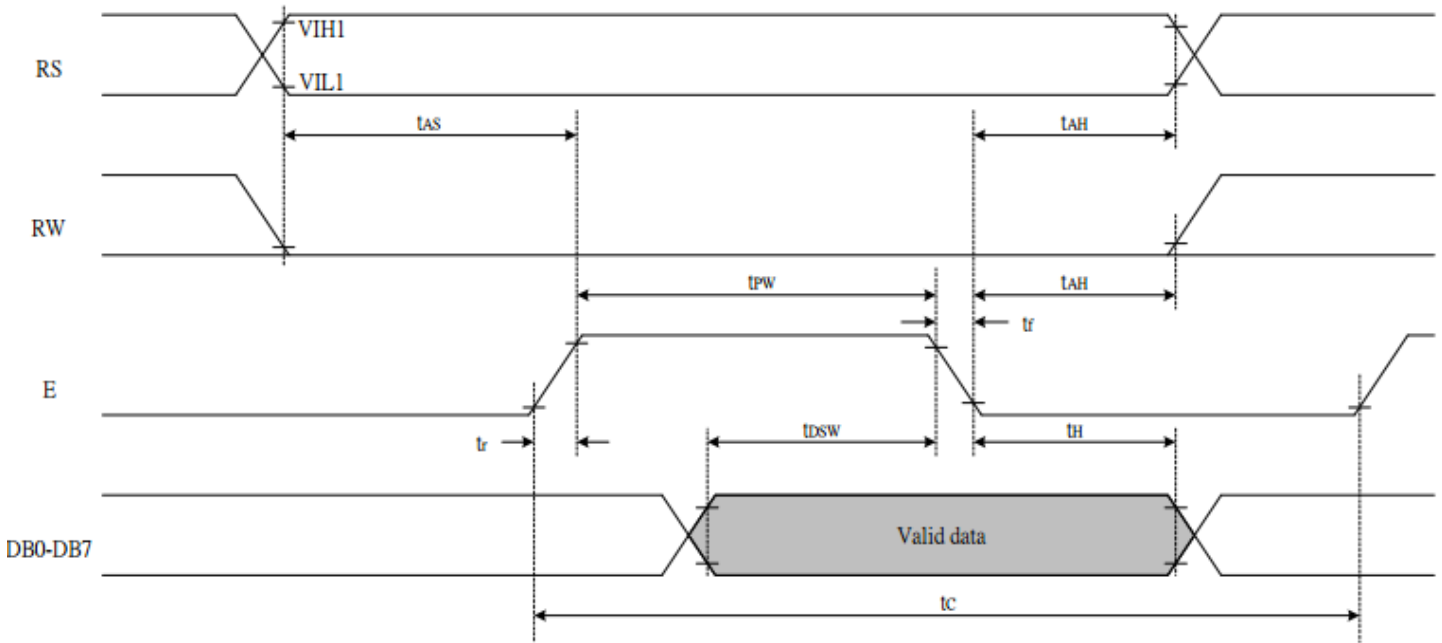 VIH1
RS
VIL1
tAS tAH
RW
tPW tAH
tf
E
tr tDSW tH
Valid data
DB0-DB7
tC